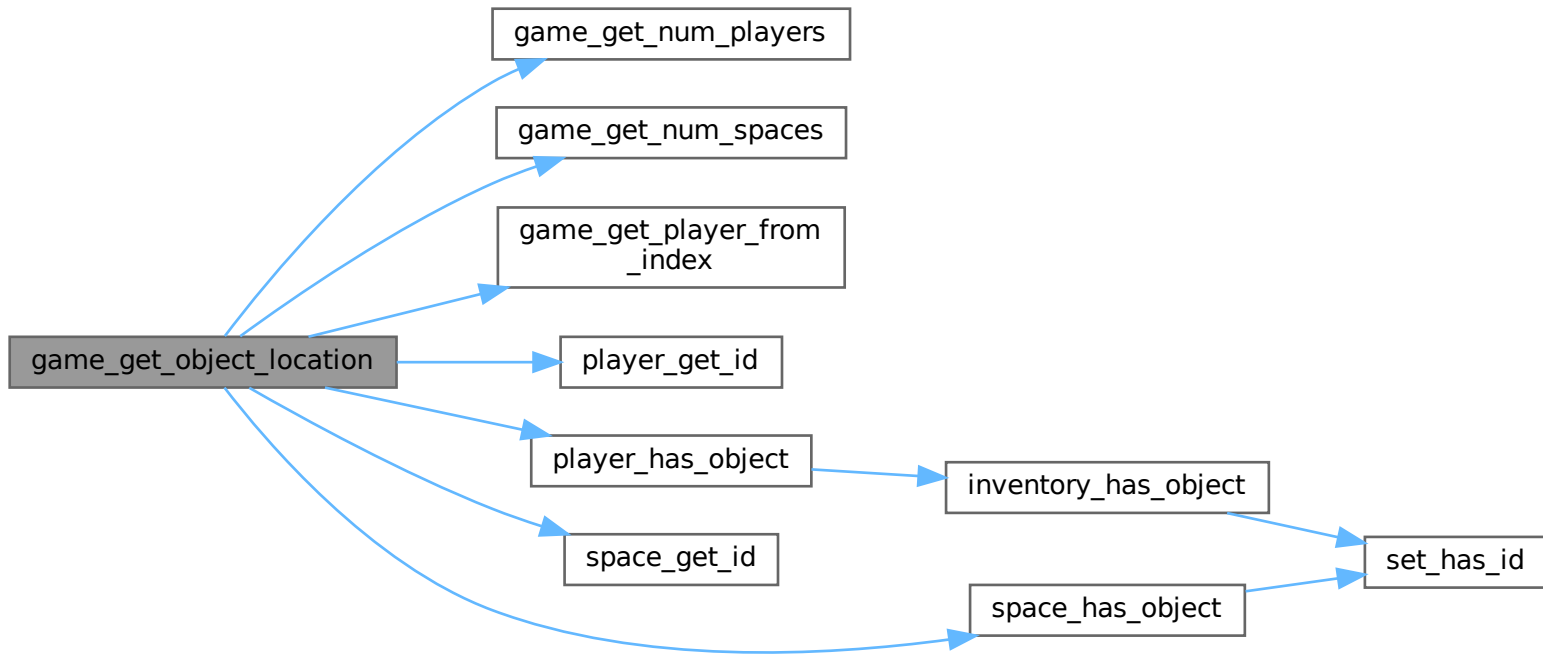 game_get_num_players
game_get_num_spaces
game_get_player_from
_index
game_get_object_location
player_get_id
player_has_object
inventory_has_object
space_get_id
set_has_id
space_has_object